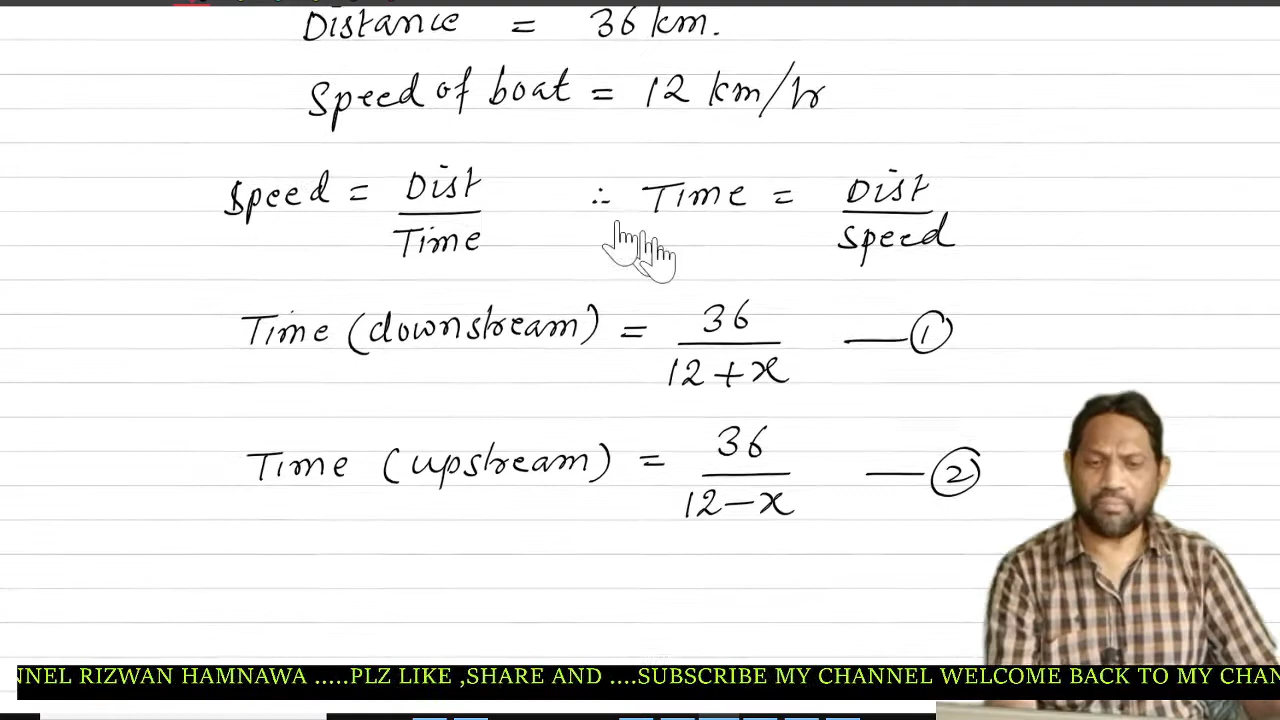 Distance = 36 km.
Speed of boat = 12 km/hr
Speed = Dist/Time ∴ Time = Dist/Speed
Time (downstream) = 36/12+x —①
Time (upstream) = 36/12-x —②
NNEL RIZWAN HAMNAWA .....PLZ LIKE ,SHARE AND ....SUBSCRIBE MY CHANNEL WELCOME BACK TO MY CHAN